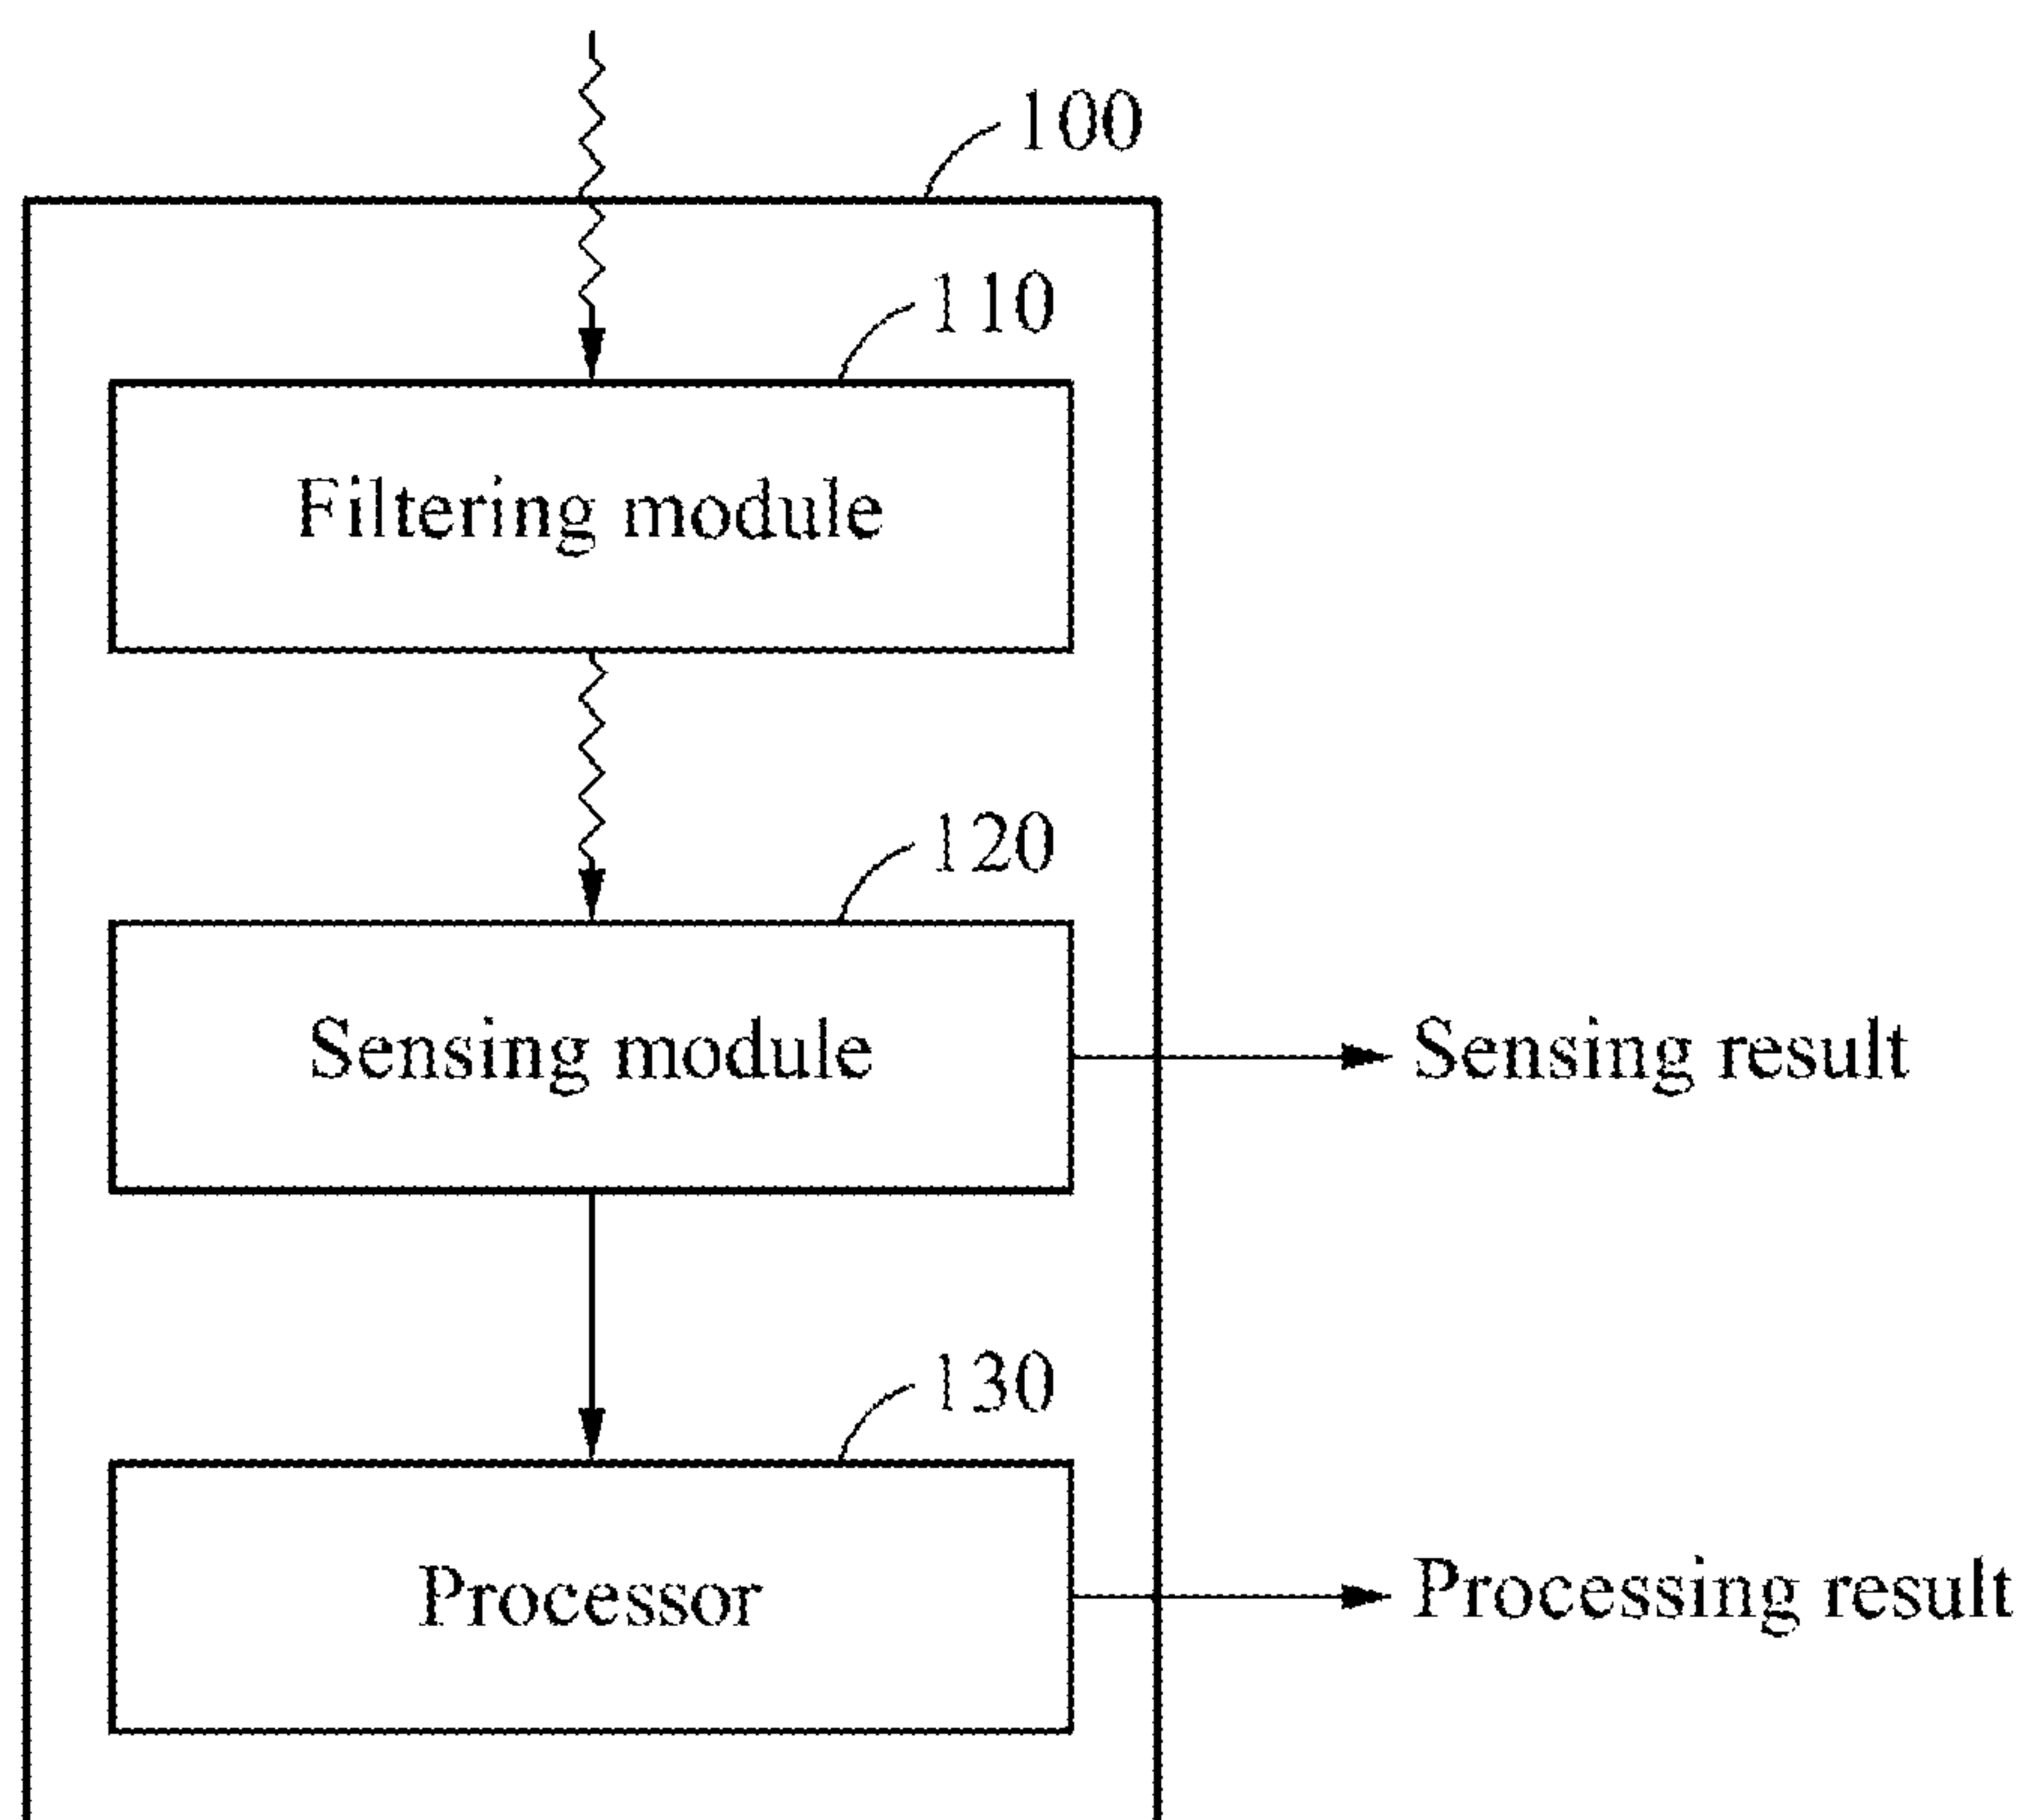 100
110
Filtering module
120
Sensing module
Sensing result
130
Processor
Processing result